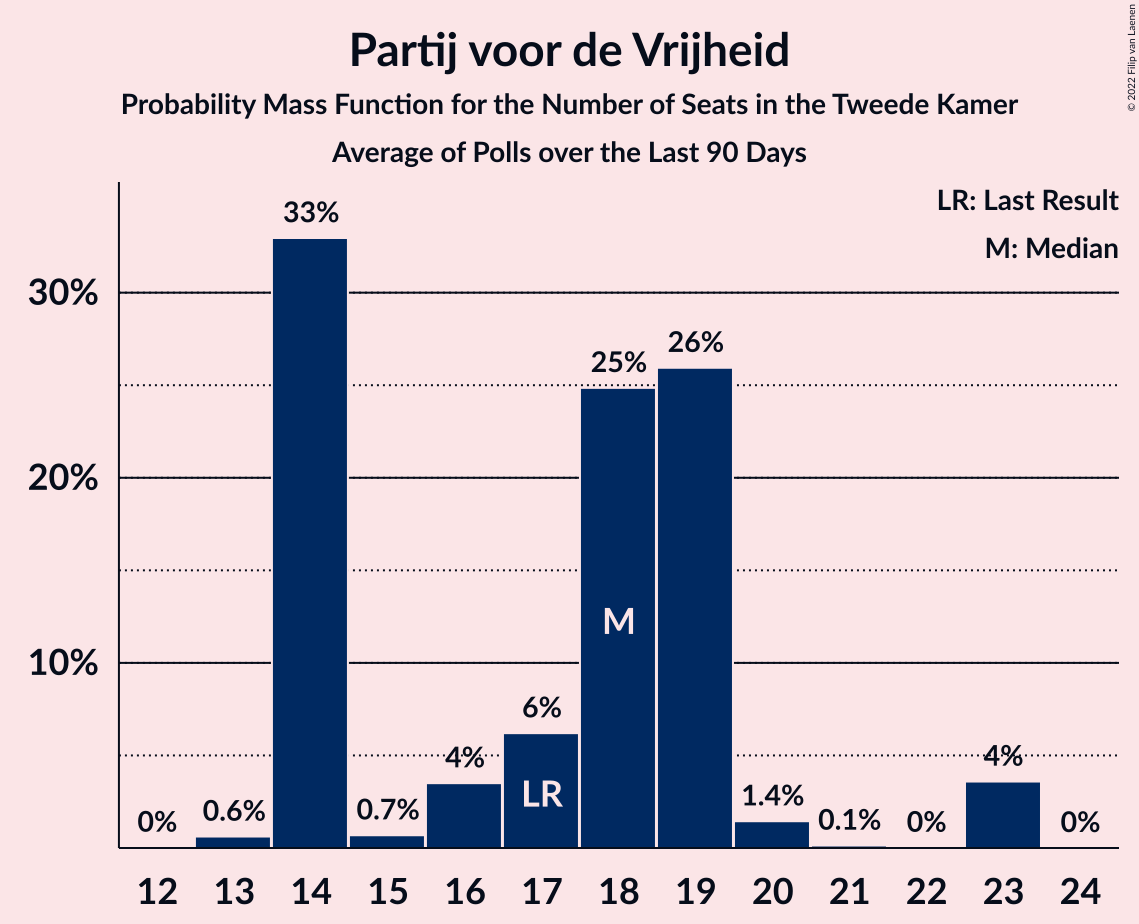 Partij voor de Vrijheid
Probability Mass Function for the Number of Seats in the Tweede Kamer
Average of Polls over the Last 90 Days
© 2022 Filip van Laenen
LR: Last Result
M: Median
30%
20%
10%
0%
0.6%
33%
0.7%
4%
6%
25%
26%
1.4%
0.1%
0%
4%
0%
LR
M
12 13 14 15 16 17 18 19 20 21 22 23 24